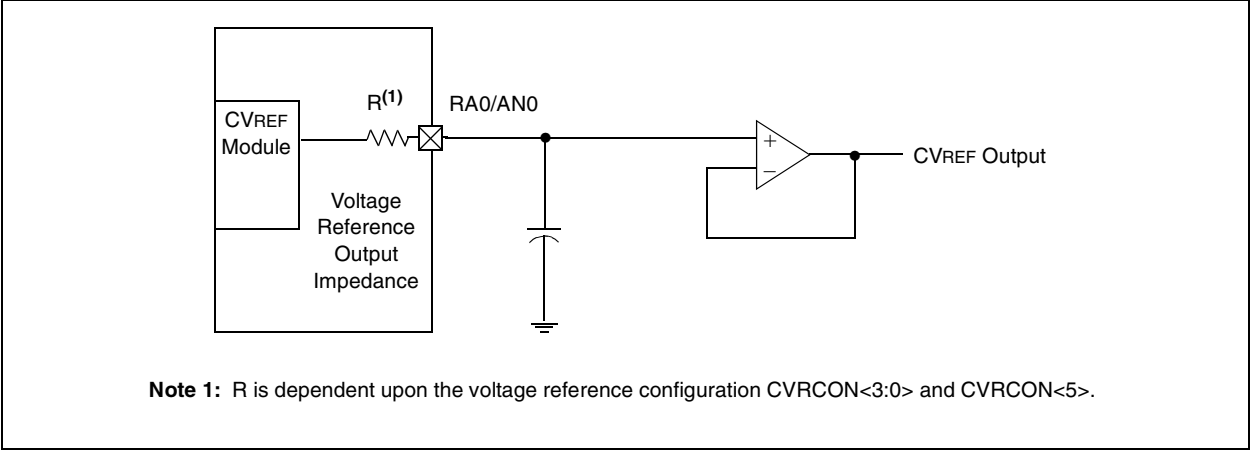 R(1)
RA0/AN0
CVREF
Module
+
–
CVREF Output
Voltage
Reference
Output
Impedance
Note 1: R is dependent upon the voltage reference configuration CVRCON<3:0> and CVRCON<5>.